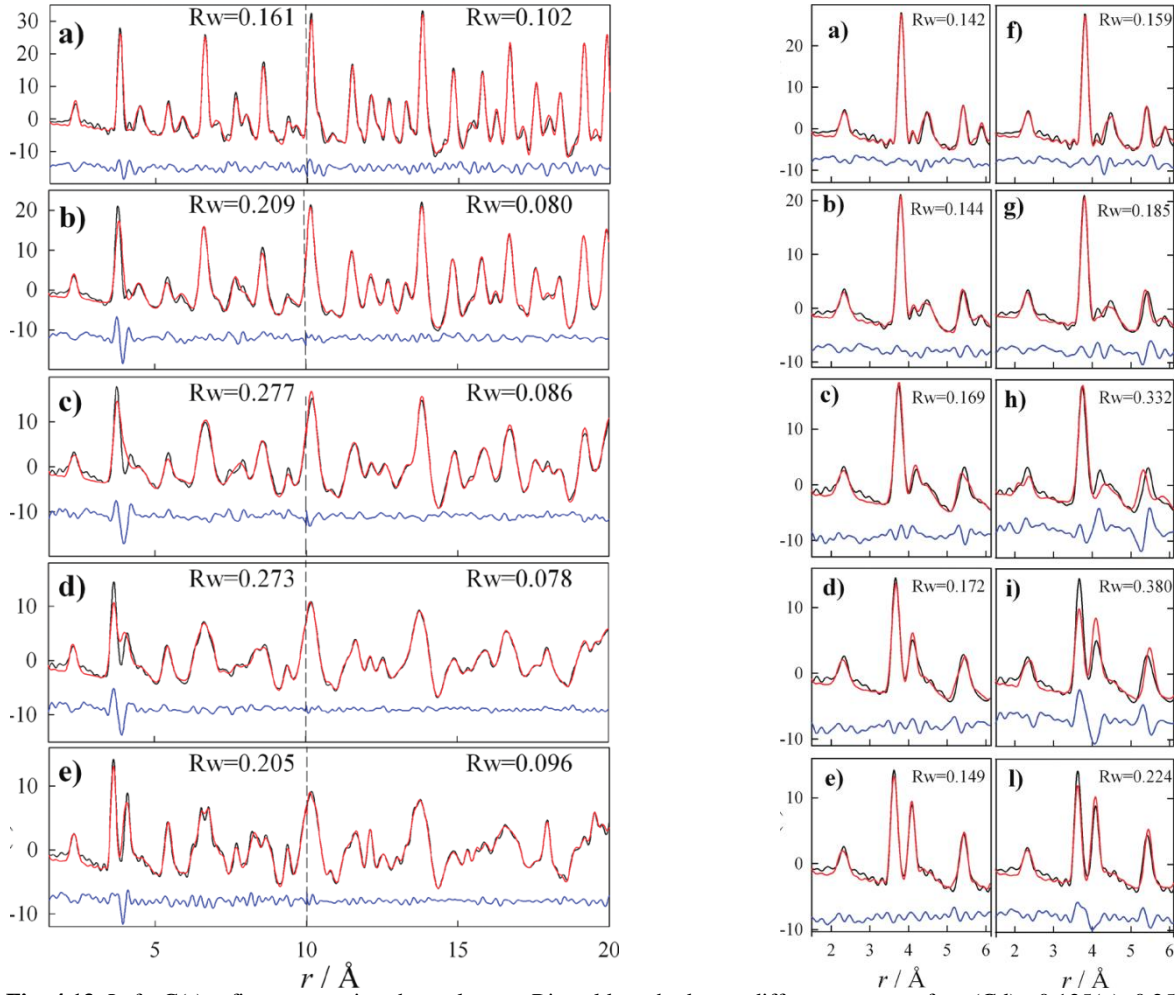 a) Rw=0.161 Rw=0.102
30
20
10
0
-10
b) Rw=0.209 Rw=0.080
20
10
0
-10
c) Rw=0.277 Rw=0.086
10
0
-10
d) Rw=0.273 Rw=0.078
10
0
-10
e) Rw=0.205 Rw=0.096
10
0
-10
5 10 15 20
r / Å
a) Rw=0.142 f) Rw=0.159
20
10
0
-10
b) Rw=0.144 g) Rw=0.185
20
10
0
-10
c) Rw=0.169 h) Rw=0.332
10
0
-10
d) Rw=0.172 i) Rw=0.380
10
0
-10
e) Rw=0.149 l) Rw=0.224
10
0
-10
2 3 4 5 6 2 3 4 5 6
r / Å